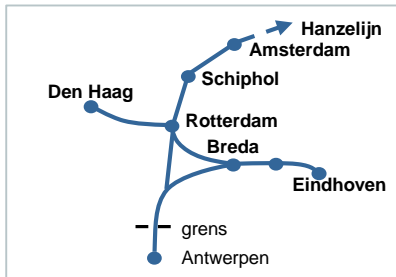 Hanzelijn
Amsterdam
Schiphol
Den Haag
Rotterdam
Breda
Eindhoven
grens
Antwerpen